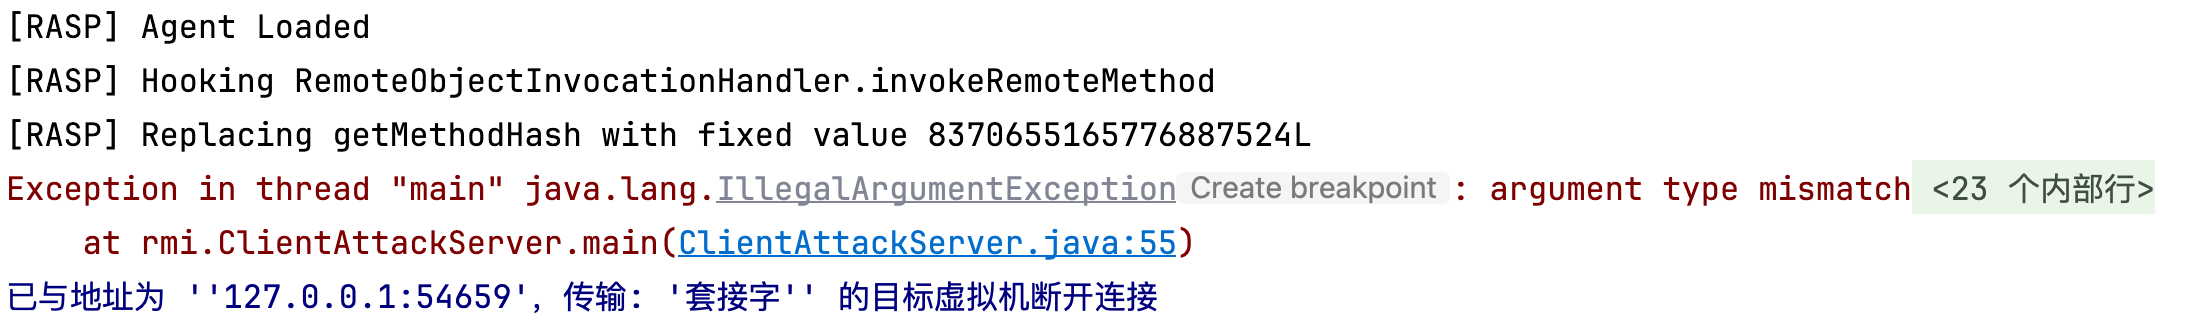 [RASP] Agent Loaded
[RASP] Hooking RemoteObjectInvocationHandler.invokeRemoteMethod
[RASP] Replacing getMethodHash with fixed value 8370655165776887524L
Exception in thread "main" java.lang.IllegalArgumentException Create breakpoint : argument type mismatch <23 个内部行>
    at rmi.ClientAttackServer.main(ClientAttackServer.java:55)
已与地址为 ''127.0.0.1:54659', 传输: '套接字'' 的目标虚拟机断开连接